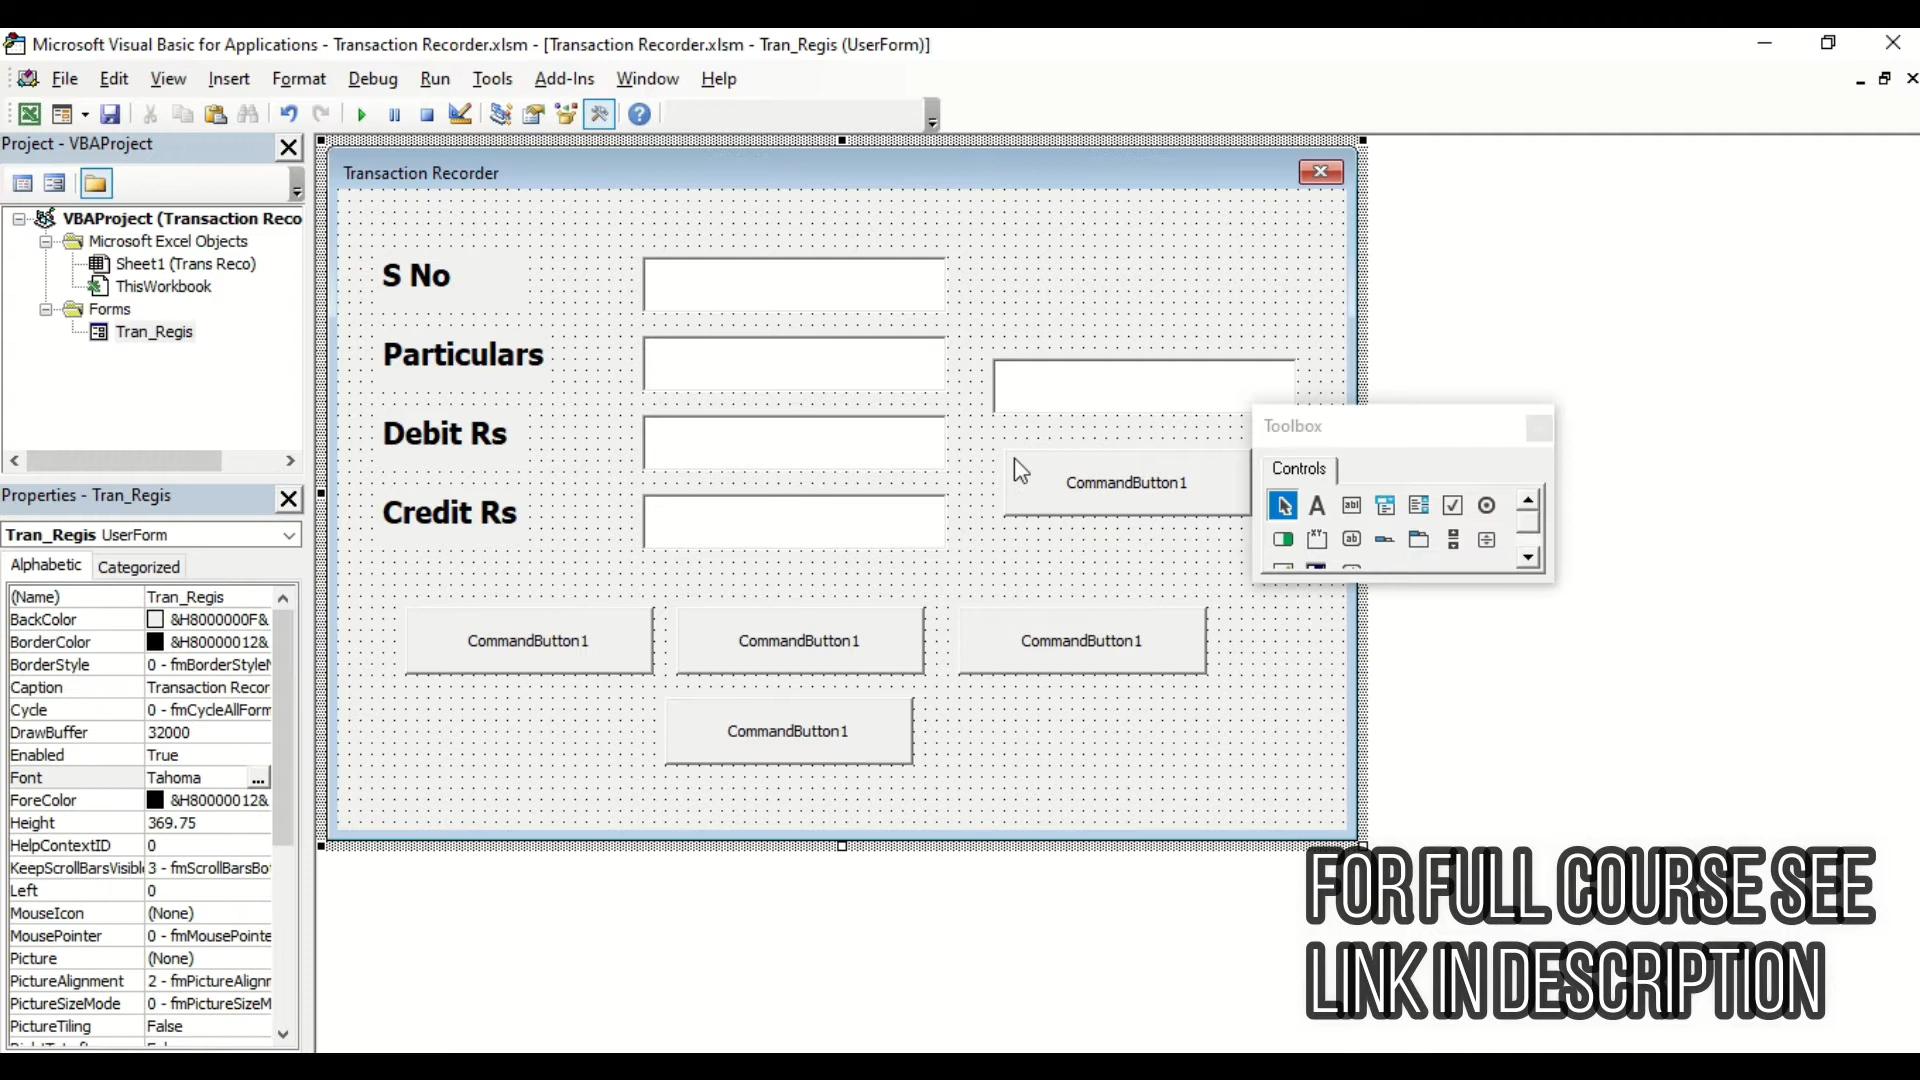 Microsoft Visual Basic for Applications - Transaction Recorder.xlsm - [Transaction Recorder.xlsm - Tran_Regis (UserForm)]
File Edit View Insert Format Debug Run Tools Add-Ins Window Help
Project - VBAProject
VBAProject (Transaction Reco
Microsoft Excel Objects
Sheet1 (Trans Reco)
ThisWorkbook
Forms
Tran_Regis
Properties - Tran_Regis
Tran_Regis UserForm
Alphabetic Categorized
(Name) Tran_Regis
BackColor &H8000000F&
BorderColor &H80000012&
BorderStyle 0 - fmBorderStyleN
Caption Transaction Recor
Cycle 0 - fmCycleAllForm
DrawBuffer 32000
Enabled True
Font Tahoma ...
ForeColor &H80000012&
Height 369.75
HelpContextID 0
KeepScrollBarsVisible 3 - fmScrollBarsBo
Left 0
MouseIcon (None)
MousePointer 0 - fmMousePointe
Picture (None)
PictureAlignment 2 - fmPictureAlignr
PictureSizeMode 0 - fmPictureSizeM
PictureTiling False
Transaction Recorder
S No
Particulars
Debit Rs
Credit Rs
CommandButton1
CommandButton1 CommandButton1 CommandButton1
CommandButton1
Toolbox
Controls
FOR FULL COURSE SEE
LINK IN DESCRIPTION